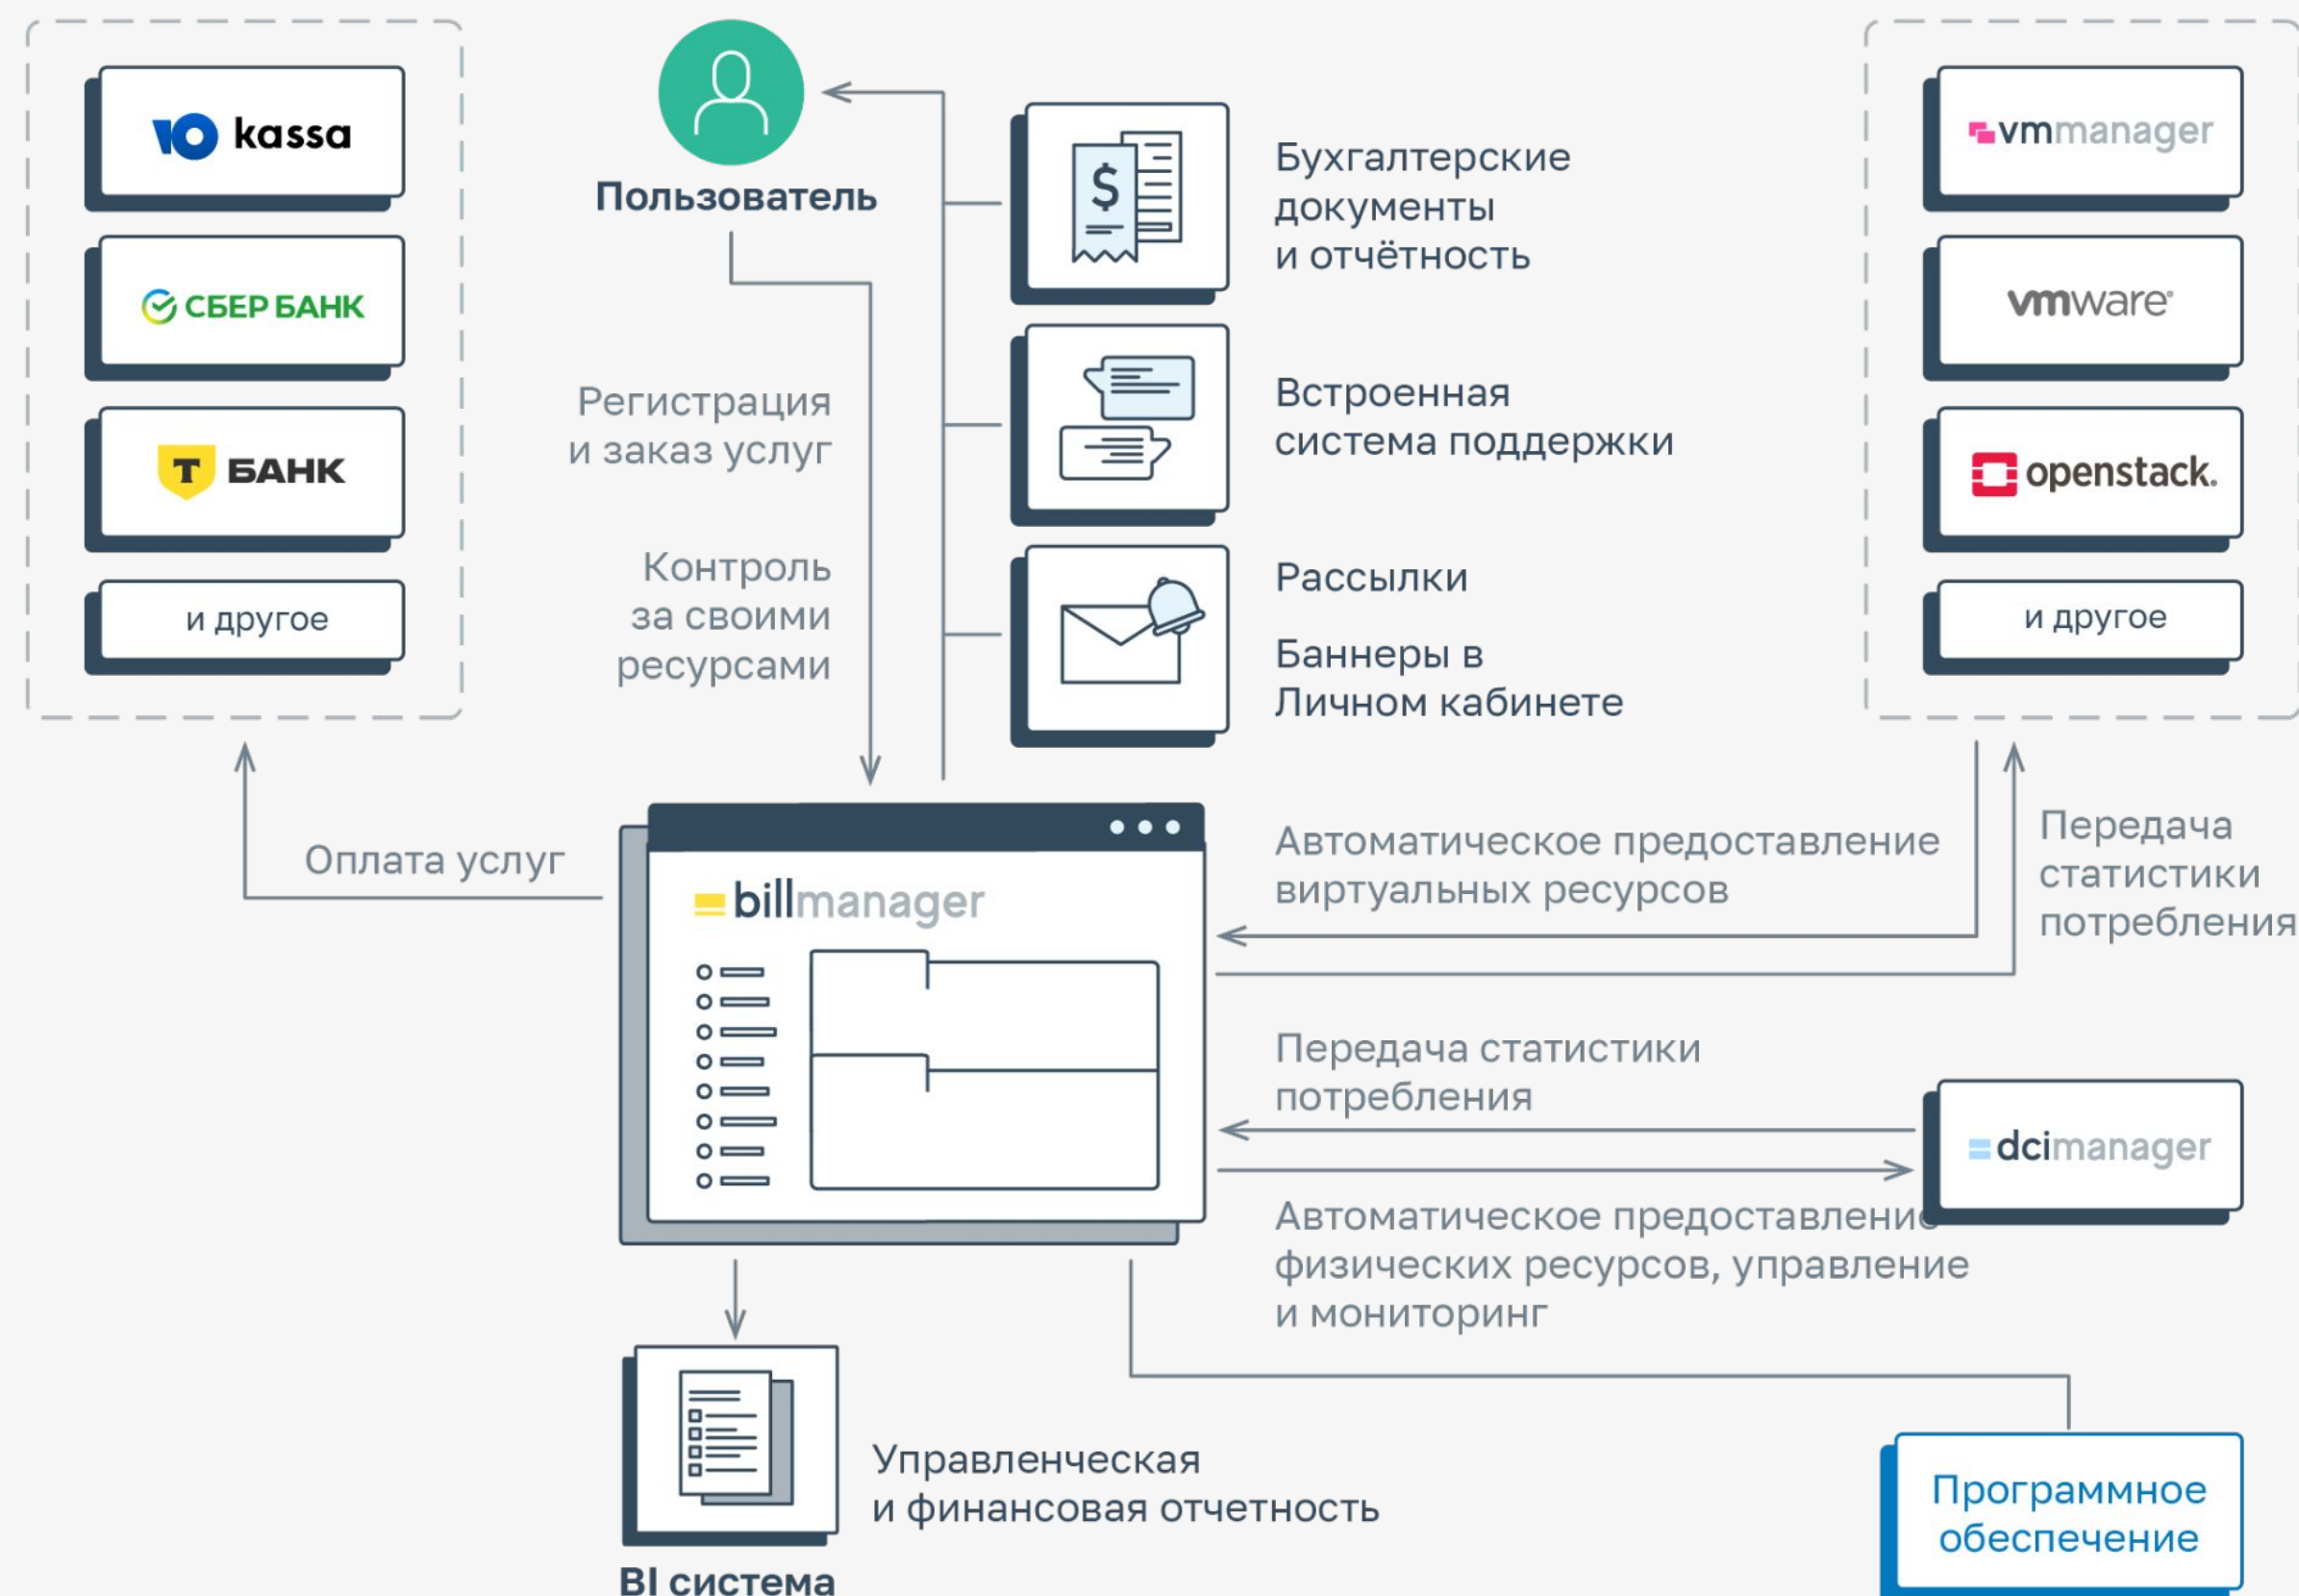 Ю kassa
СБЕР БАНК
Т БАНК
и другое
Пользователь
Регистрация
и заказ услуг
Контроль
за своими
ресурсами
$
Бухгалтерские
документы
и отчётность
Встроенная
система поддержки
Рассылки
Баннеры в
Личном кабинете
vmmanager
vmware®
openstack.
и другое
Оплата услуг
billmanager
Автоматическое предоставление
виртуальных ресурсов
Передача
статистики
потребления
Передача статистики
потребления
dcimanager
Автоматическое предоставление
физических ресурсов, управление
и мониторинг
Управленческая
и финансовая отчетность
BI система
Программное
обеспечение